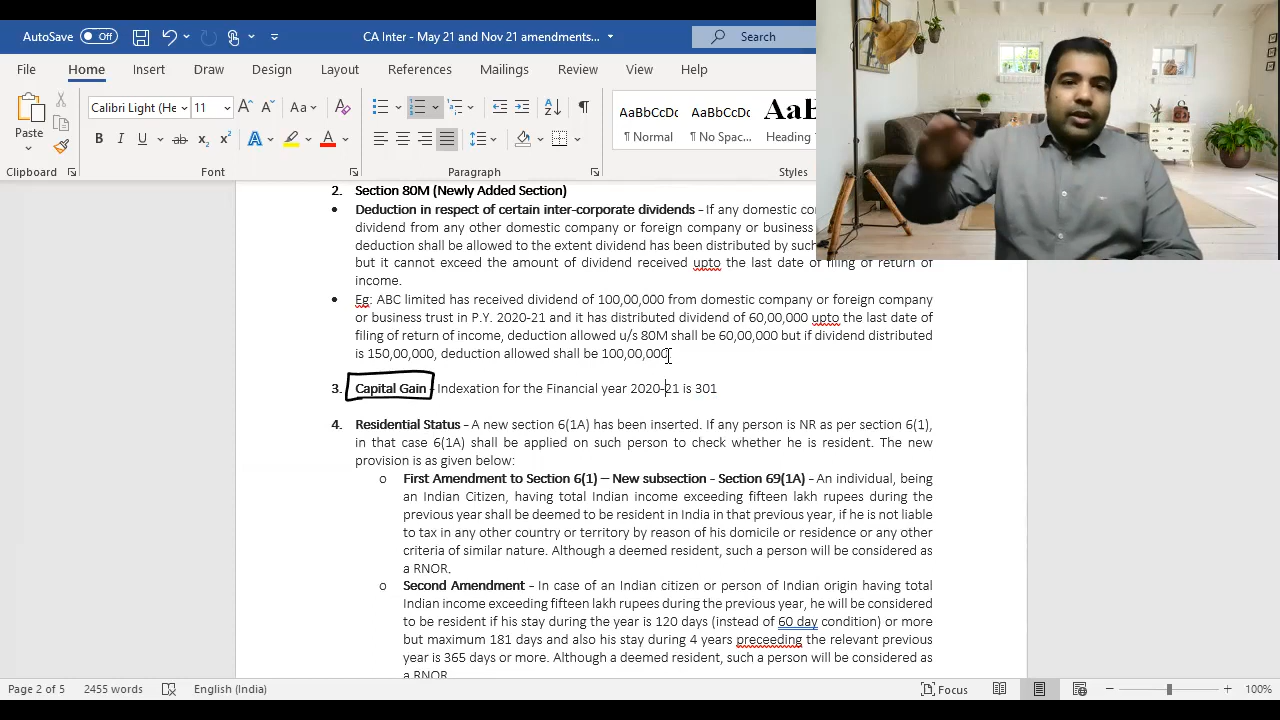 AutoSave Off
CA Inter - May 21 and Nov 21 amendments...
Search
File Home Insert Draw Design Layout References Mailings Review View Help
Paste
Calibri Light (He 11
Aa
B I U ab x₂ x² A A
AaBbCcDc AaBbCcDc AaB
¶ Normal ¶ No Spac... Heading
Clipboard Font Paragraph Styles
2. Section 80M (Newly Added Section)
• Deduction in respect of certain inter-corporate dividends – If any domestic
dividend from any other domestic company or foreign company or business
deduction shall be allowed to the extent dividend has been distributed by such
but it cannot exceed the amount of dividend received upto the last date of filing of return of
income.
• Eg: ABC limited has received dividend of 100,00,000 from domestic company or foreign company
or business trust in P.Y. 2020-21 and it has distributed dividend of 60,00,000 upto the last date of
filing of return of income, deduction allowed u/s 80M shall be 60,00,000 but if dividend distributed
is 150,00,000, deduction allowed shall be 100,00,000
3. Capital Gain - Indexation for the Financial year 2020-21 is 301
4. Residential Status – A new section 6(1A) has been inserted. If any person is NR as per section 6(1),
in that case 6(1A) shall be applied on such person to check whether he is resident. The new
provision is as given below:
o First Amendment to Section 6(1) – New subsection - Section 69(1A) – An individual, being
an Indian Citizen, having total Indian income exceeding fifteen lakh rupees during the
previous year shall be deemed to be resident in India in that previous year, if he is not liable
to tax in any other country or territory by reason of his domicile or residence or any other
criteria of similar nature. Although a deemed resident, such a person will be considered as
a RNOR.
o Second Amendment – In case of an Indian citizen or person of Indian origin having total
Indian income exceeding fifteen lakh rupees during the previous year, he will be considered
to be resident if his stay during the year is 120 days (instead of 60 day condition) or more
but maximum 181 days and also his stay during 4 years preceeding the relevant previous
year is 365 days or more. Although a deemed resident, such a person will be considered as
a RNOR.
Page 2 of 5 2455 words English (India) Focus 100%